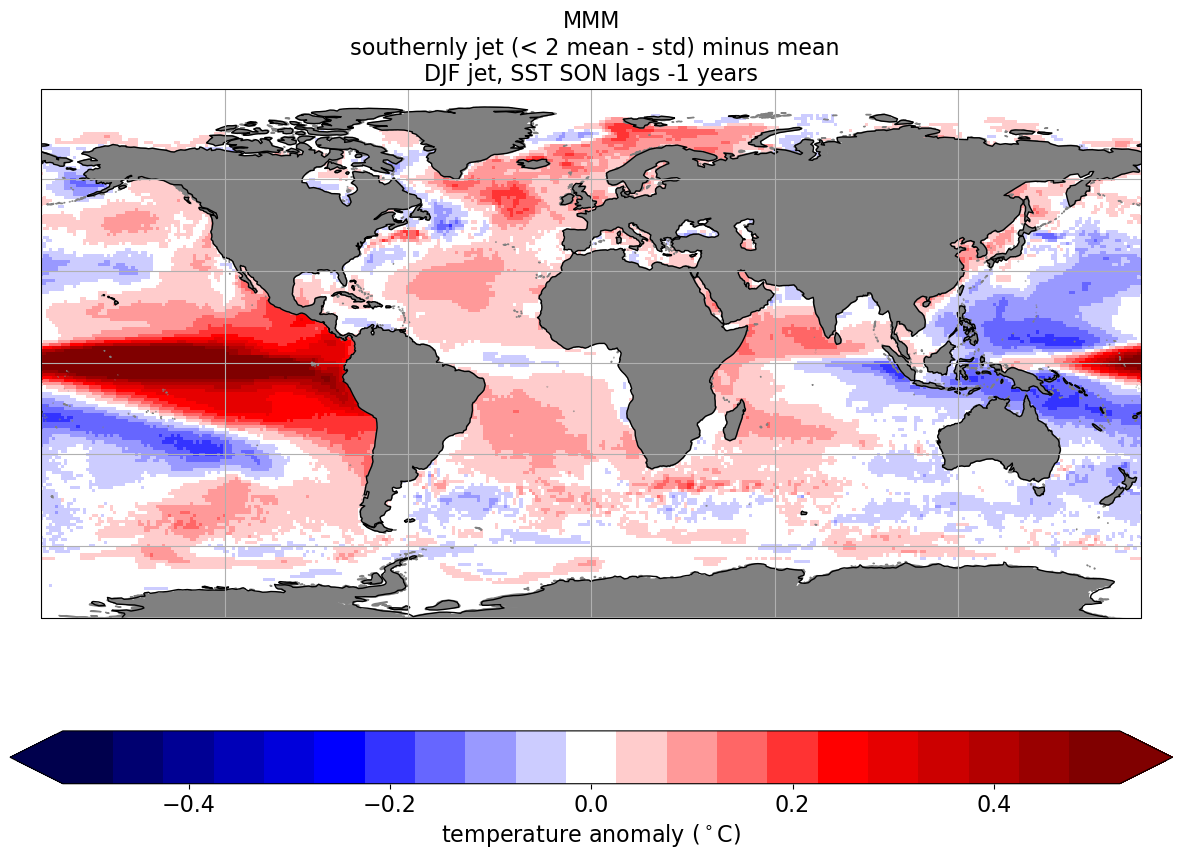 MMM
southernly jet (< 2 mean - std) minus mean
DJF jet, SST SON lags -1 years
−0.4 −0.2 0.0 0.2 0.4
temperature anomaly (°C)